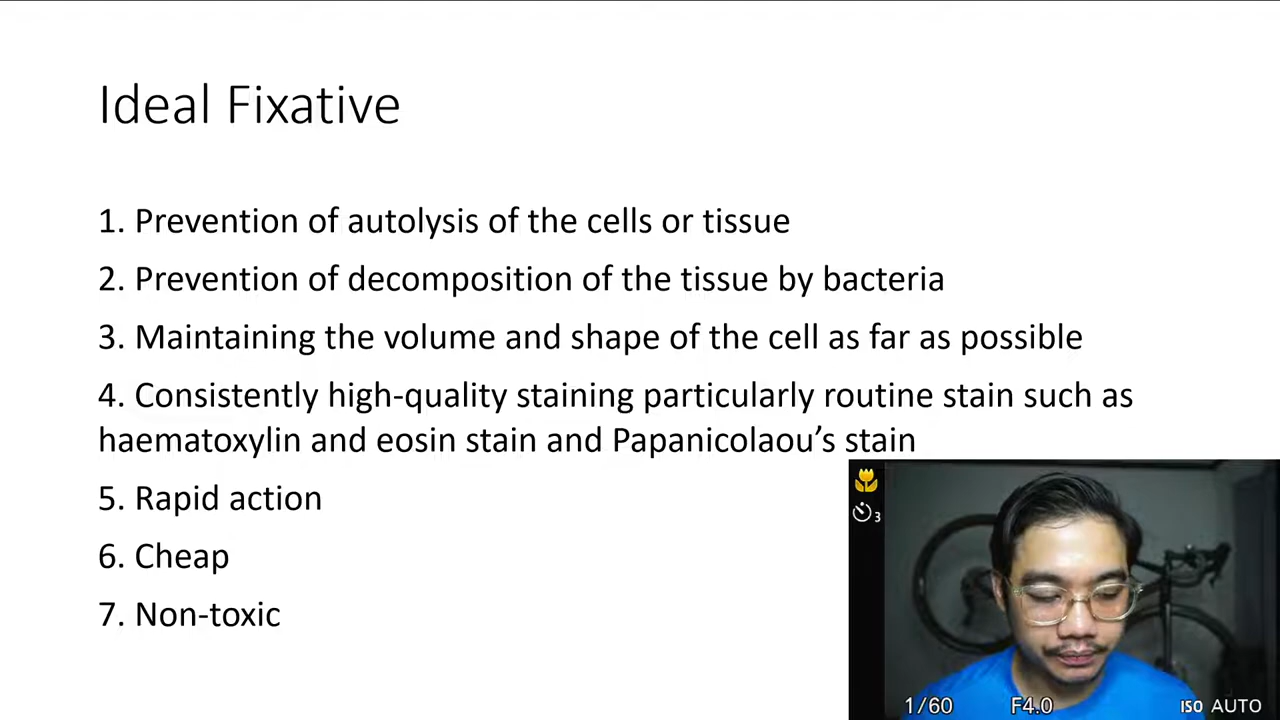 Ideal Fixative
1. Prevention of autolysis of the cells or tissue
2. Prevention of decomposition of the tissue by bacteria
3. Maintaining the volume and shape of the cell as far as possible
4. Consistently high-quality staining particularly routine stain such as
haematoxylin and eosin stain and Papanicolaou’s stain
5. Rapid action
6. Cheap
7. Non-toxic
3
1/60 F4.0 ISO AUTO